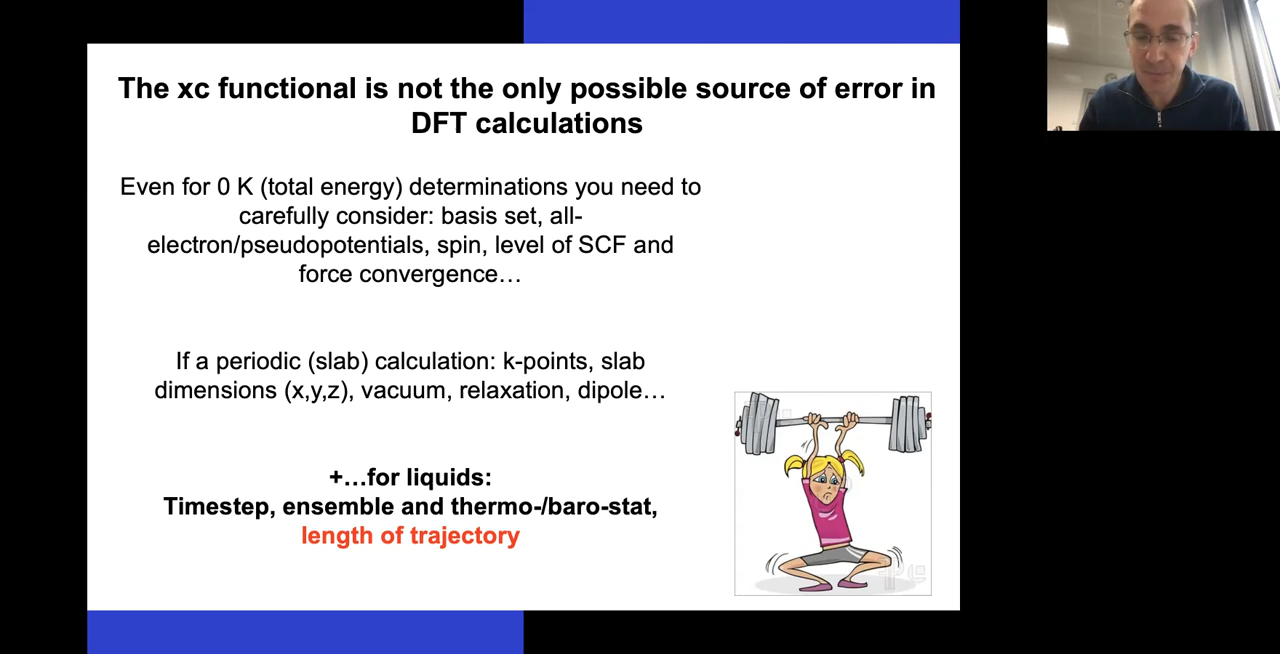 The xc functional is not the only possible source of error in
DFT calculations
Even for 0 K (total energy) determinations you need to
carefully consider: basis set, all-
electron/pseudopotentials, spin, level of SCF and
force convergence…
If a periodic (slab) calculation: k-points, slab
dimensions (x,y,z), vacuum, relaxation, dipole…
+…for liquids:
Timestep, ensemble and thermo-/baro-stat,
length of trajectory